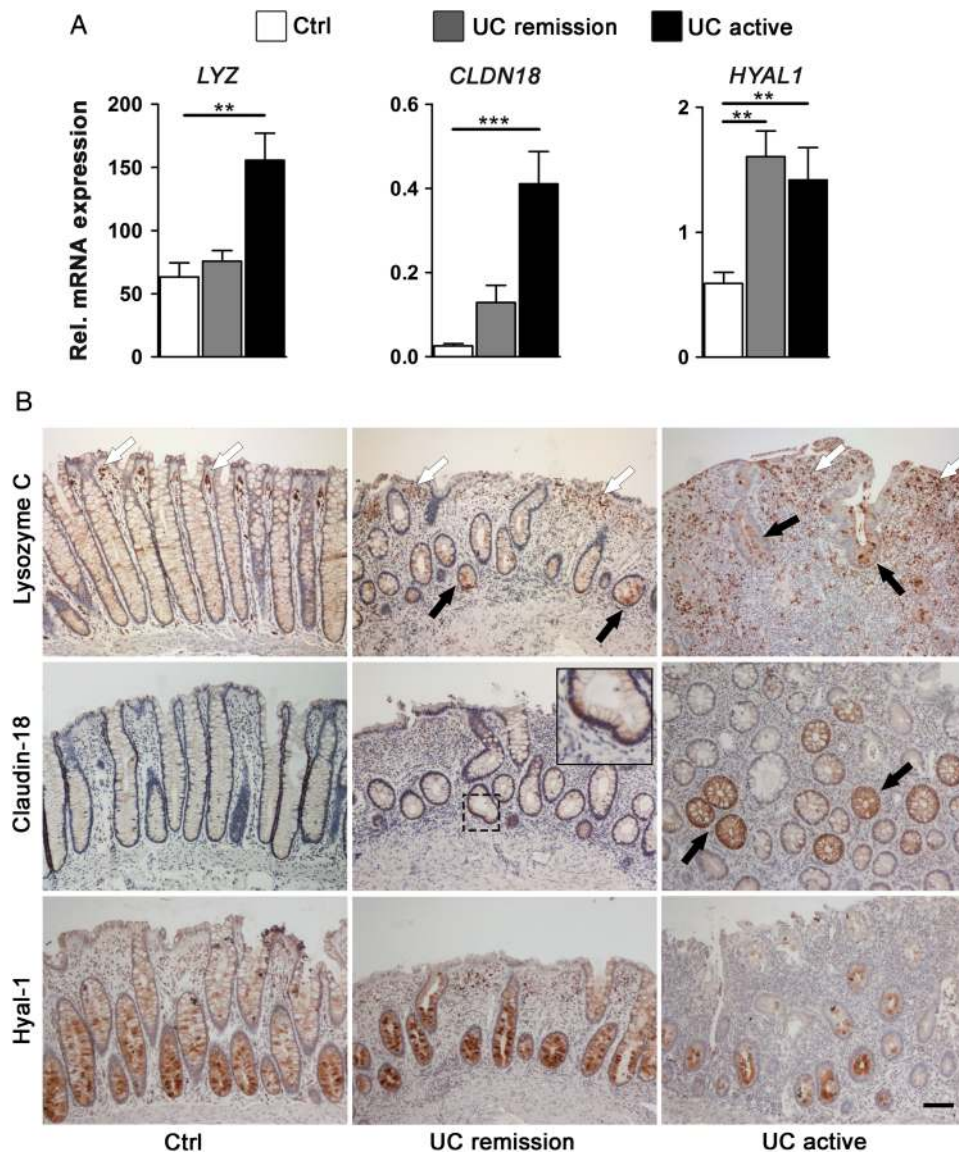 A
Ctrl UC remission UC active
LYZ CLDN18 HYAL1
** *** ** **
Rel. mRNA expression
200
150
100
50
0
0.6
0.4
0.2
0.0
2
1
0
B
Lysozyme C
Claudin-18
Hyal-1
Ctrl UC remission UC active